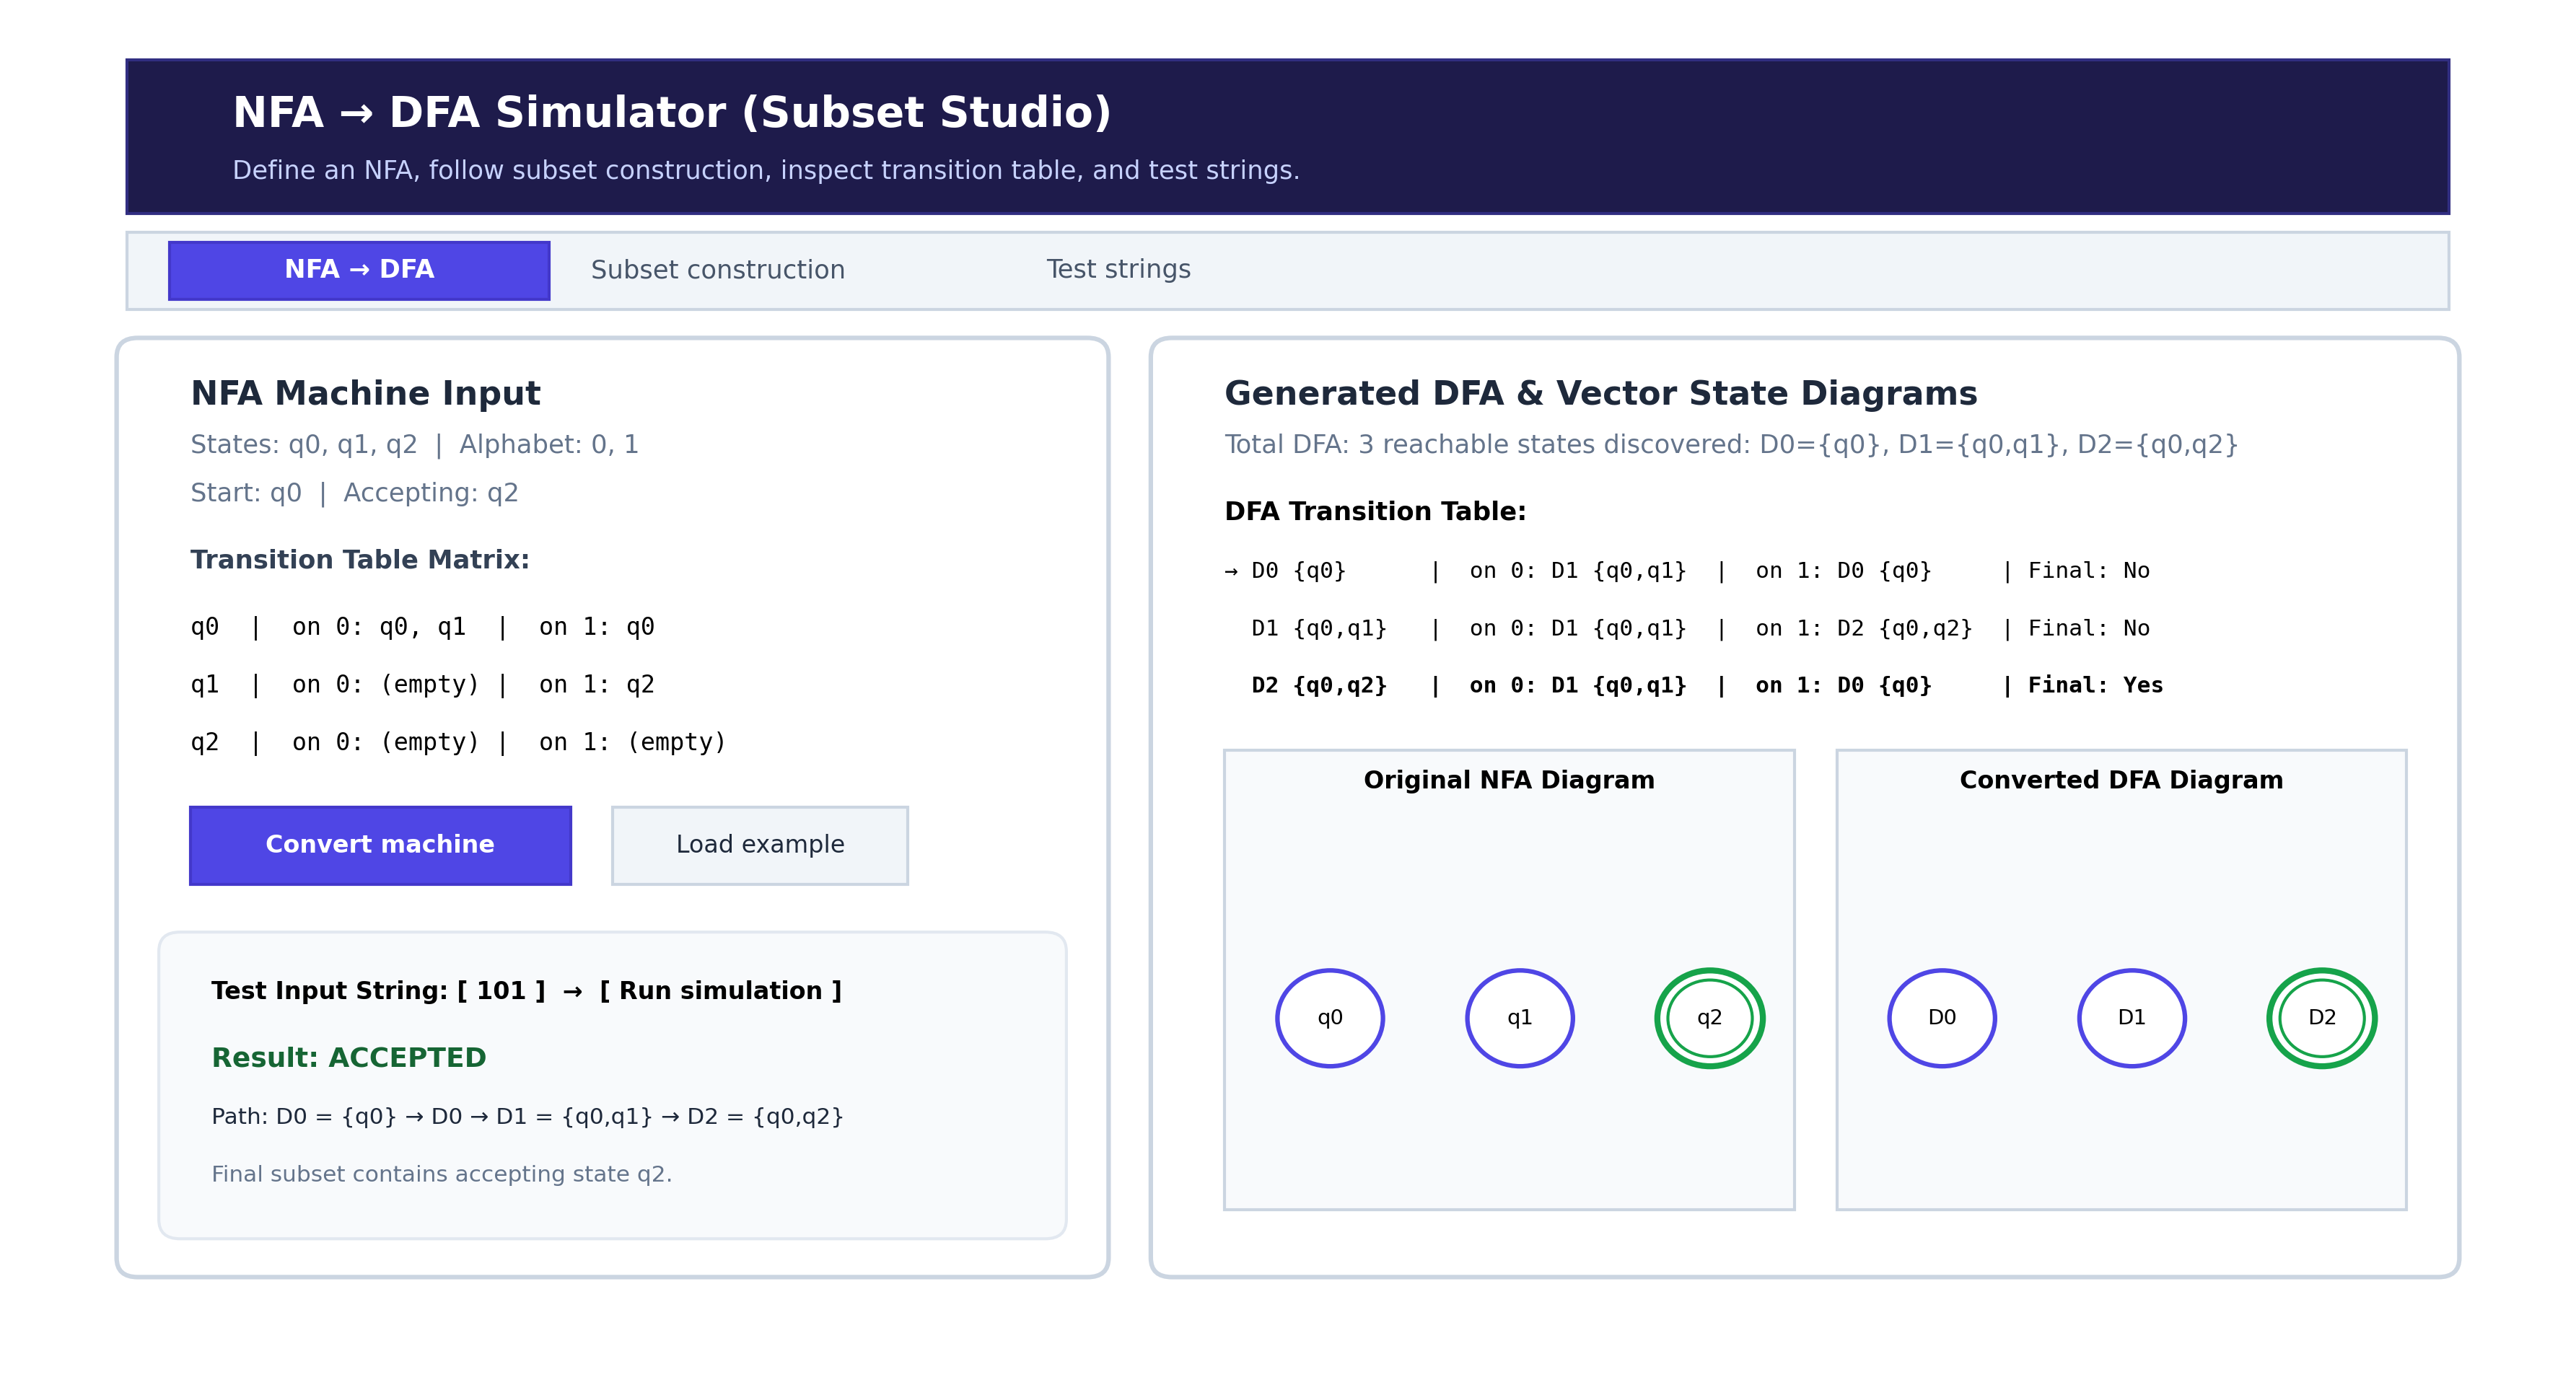 NFA → DFA Simulator (Subset Studio)
Define an NFA, follow subset construction, inspect transition table, and test strings.
NFA → DFA
Subset construction
Test strings
NFA Machine Input
States: q0, q1, q2 | Alphabet: 0, 1
Start: q0 | Accepting: q2
Transition Table Matrix:
q0 | on 0: q0, q1 | on 1: q0
q1 | on 0: (empty) | on 1: q2
q2 | on 0: (empty) | on 1: (empty)
Convert machine
Load example
Test Input String: [ 101 ] → [ Run simulation ]
Result: ACCEPTED
Path: D0 = {q0} → D0 → D1 = {q0,q1} → D2 = {q0,q2}
Final subset contains accepting state q2.
Generated DFA & Vector State Diagrams
Total DFA: 3 reachable states discovered: D0={q0}, D1={q0,q1}, D2={q0,q2}
DFA Transition Table:
→ D0 {q0} | on 0: D1 {q0,q1} | on 1: D0 {q0} | Final: No
D1 {q0,q1} | on 0: D1 {q0,q1} | on 1: D2 {q0,q2} | Final: No
D2 {q0,q2} | on 0: D1 {q0,q1} | on 1: D0 {q0} | Final: Yes
Original NFA Diagram
q0
q1
q2
Converted DFA Diagram
D0
D1
D2